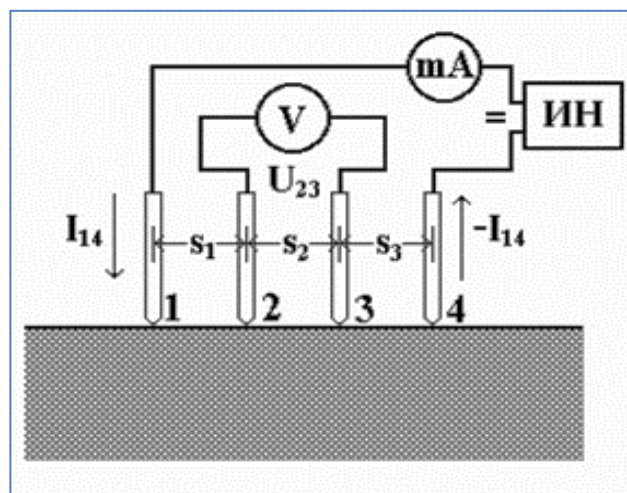 mA
V
= ИН
U₂₃
I₁₄
s₁ s₂ s₃
-I₁₄
1 2 3 4